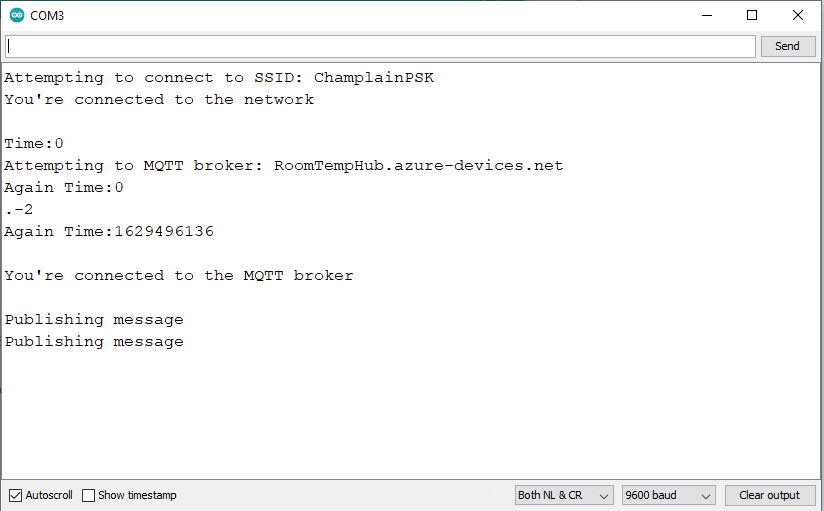 COM3
Send
Attempting to connect to SSID: ChamplainPSK
You're connected to the network
Time:0
Attempting to MQTT broker: RoomTempHub.azure-devices.net
Again Time:0
.-2
Again Time:1629496136
You're connected to the MQTT broker
Publishing message
Publishing message
Autoscroll Show timestamp Both NL & CR 9600 baud Clear output